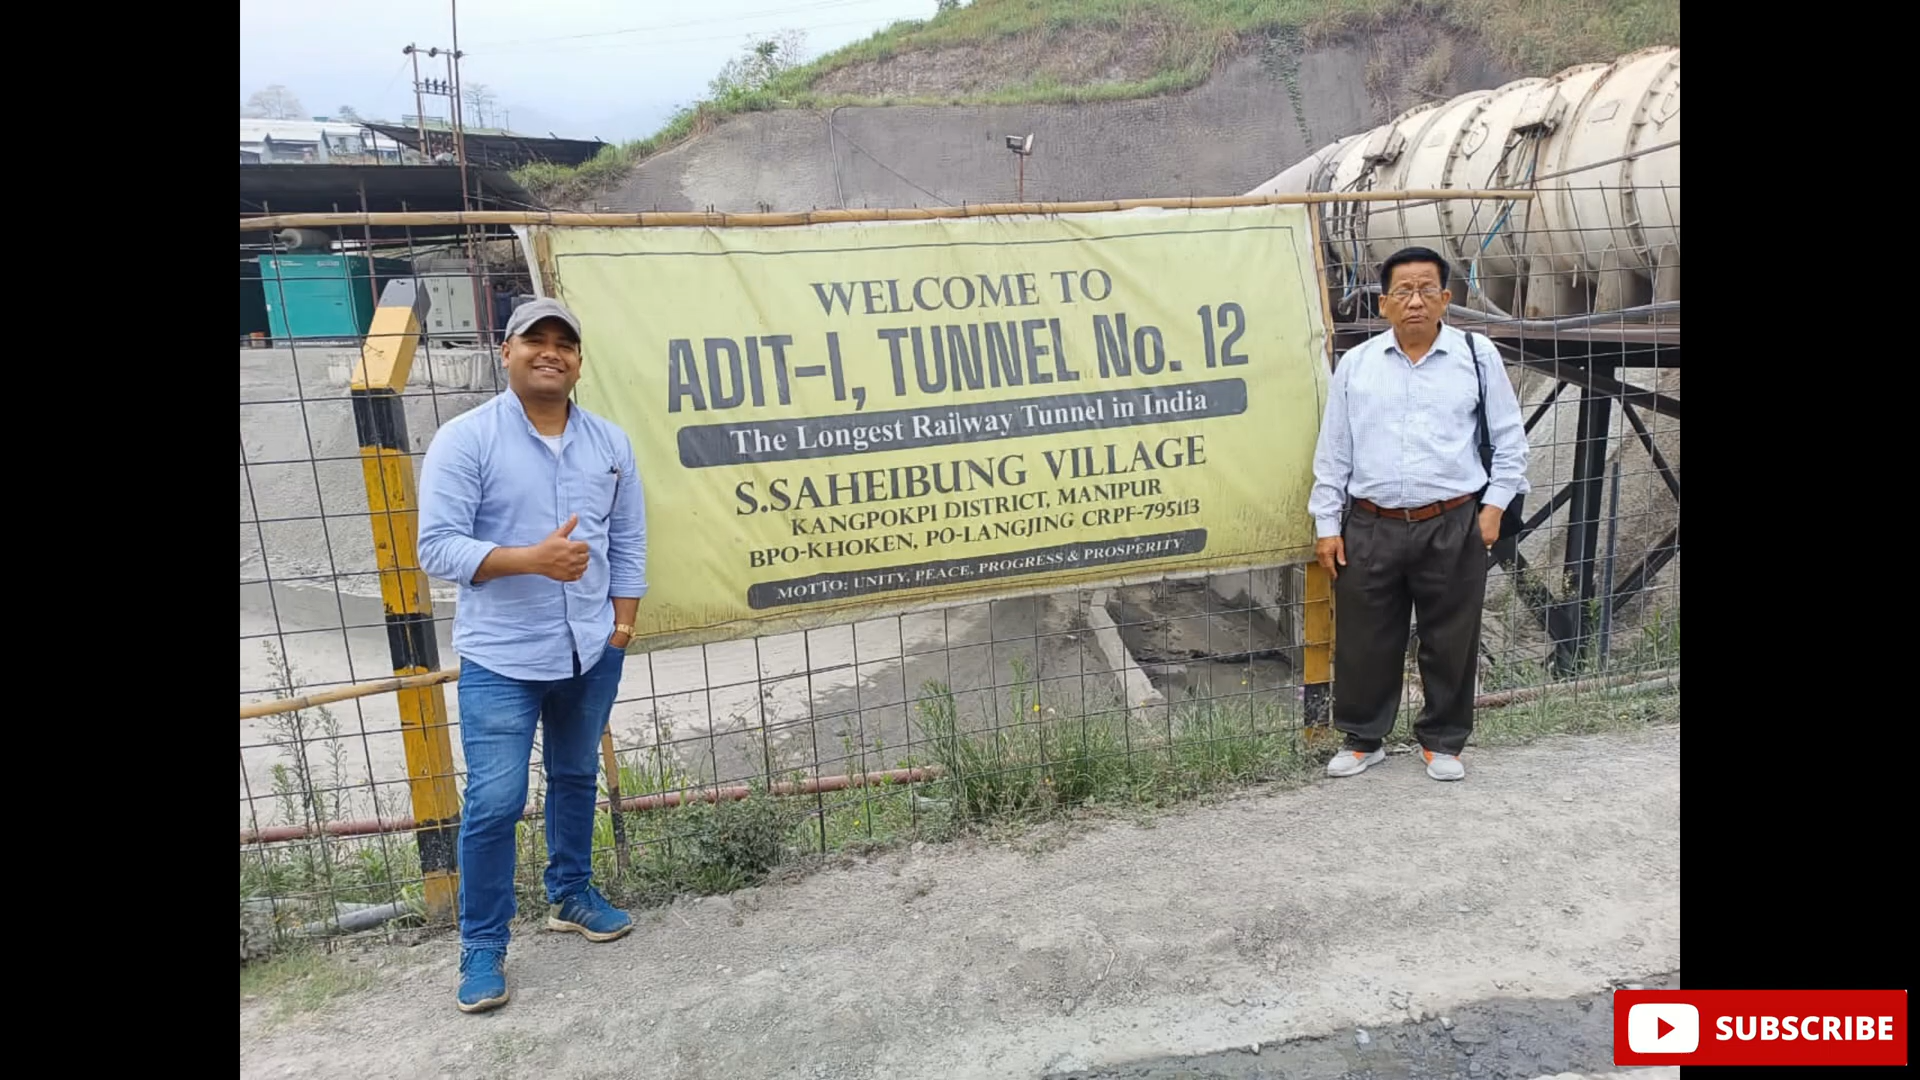 WELCOME TO
ADIT-I, TUNNEL No. 12
The Longest Railway Tunnel in India
S.SAHEIBUNG VILLAGE
KANGPOKPI DISTRICT, MANIPUR
BPO-KHOKEN, PO-LANGJING CRPF-795113
MOTTO: UNITY, PEACE, PROGRESS & PROSPERITY
SUBSCRIBE